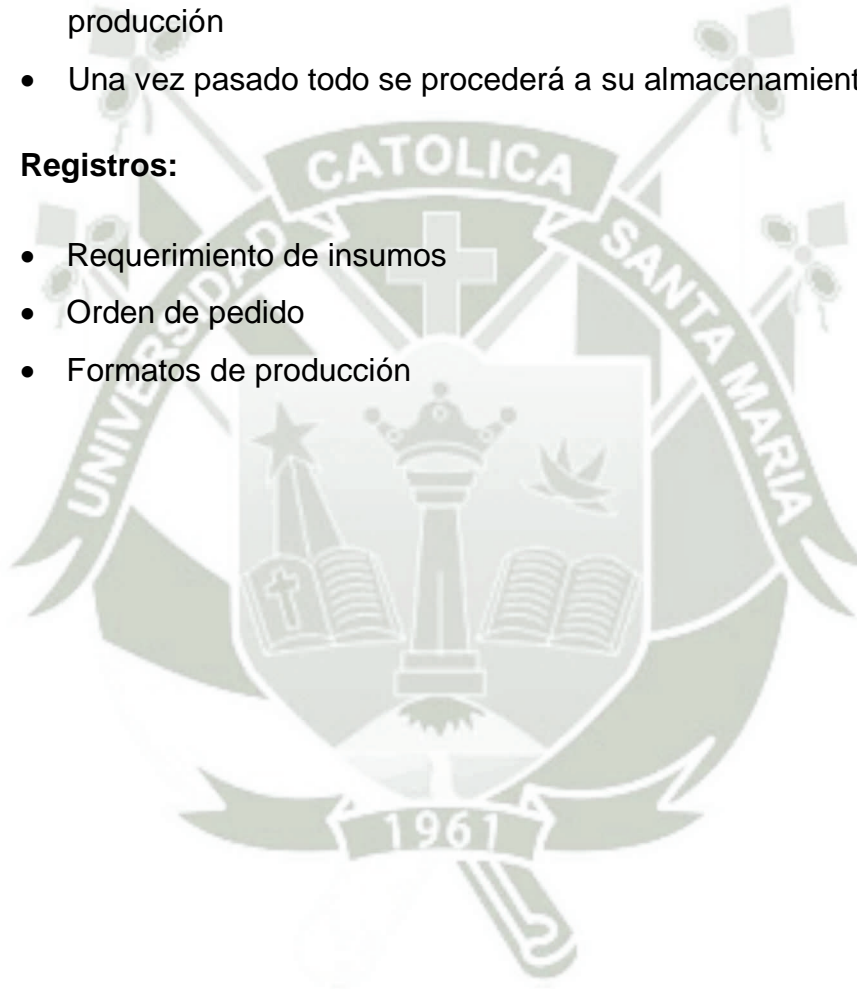 producción
• Una vez pasado todo se procederá a su almacenamient
Registros:
• Requerimiento de insumos
• Orden de pedido
• Formatos de producción
UNIVERSIDAD CATOLICA SANTA MARIA
1961